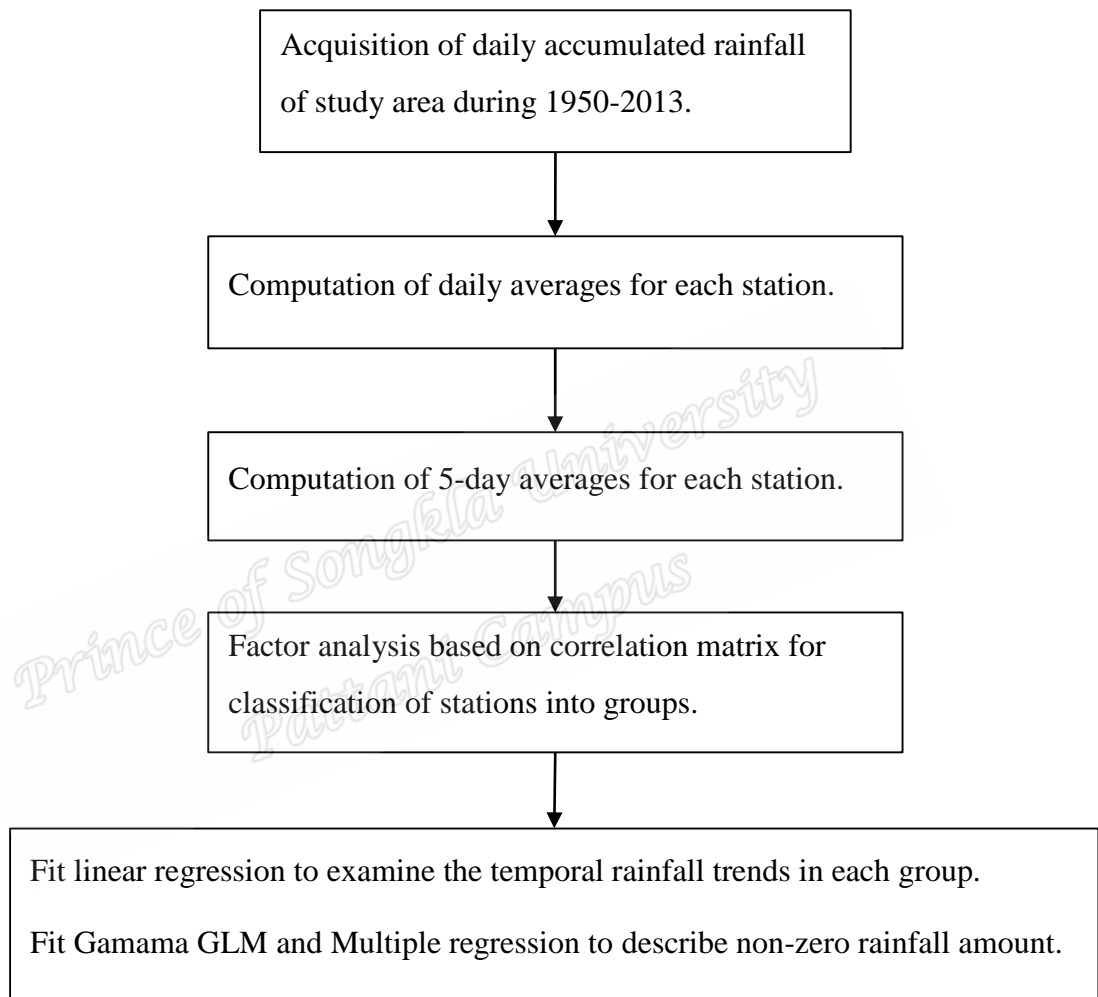 Acquisition of daily accumulated rainfall
of study area during 1950-2013.
Computation of daily averages for each station.
Computation of 5-day averages for each station.
Factor analysis based on correlation matrix for
classification of stations into groups.
Fit linear regression to examine the temporal rainfall trends in each group.
Fit Gamama GLM and Multiple regression to describe non-zero rainfall amount.
Prince of Songkla University
Pattani Campus